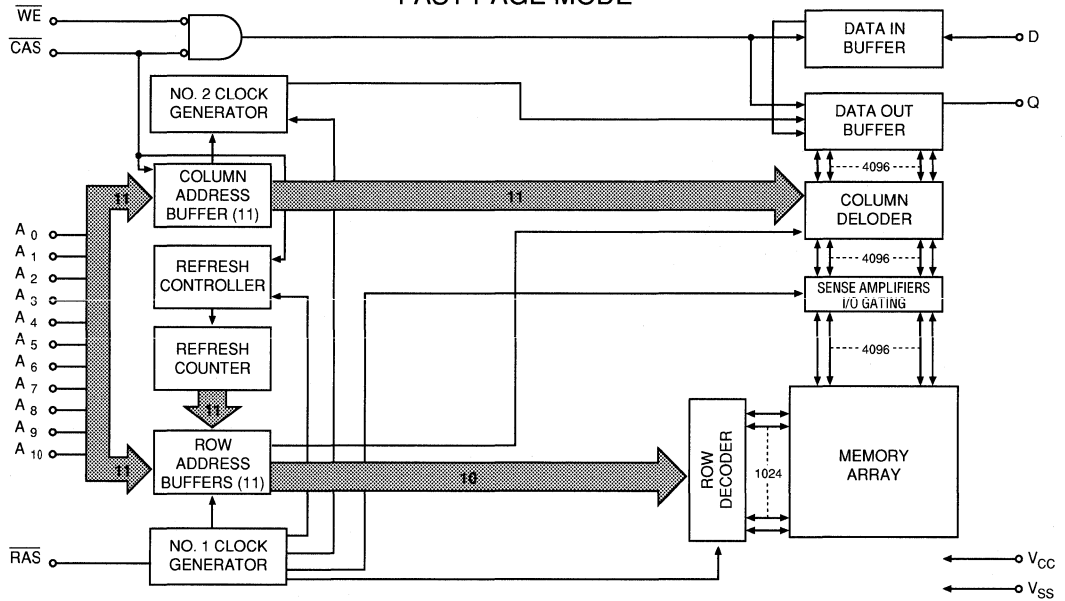 FAST PAGE MODE
WE
CAS
DATA IN
BUFFER
D
NO. 2 CLOCK
GENERATOR
DATA OUT
BUFFER
Q
4096
COLUMN
ADDRESS
BUFFER (11)
11
11
COLUMN
DELODER
A0
A1
A2
A3
A4
A5
A6
A7
A8
A9
A10
REFRESH
CONTROLLER
4096
SENSE AMPLIFIERS
I/O GATING
REFRESH
COUNTER
4096
11
ROW
ADDRESS
BUFFERS (11)
11
10
ROW
DECODER
1024
MEMORY
ARRAY
RAS
NO. 1 CLOCK
GENERATOR
VCC
VSS